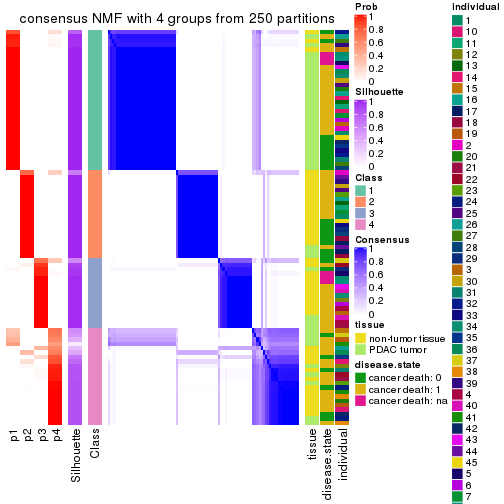 consensus NMF with 4 groups from 250 partitions
p1
p2
p3
p4
Silhouette
Class
tissue
disease.state
individual
Prob
1
0.8
0.6
0.4
0.2
0
Silhouette
1
0.8
0.6
0.4
0.2
0
Class
1
2
3
4
Consensus
1
0.8
0.6
0.4
0.2
0
tissue
non-tumor tissue
PDAC tumor
disease.state
cancer death: 0
cancer death: 1
cancer death: na
individual
1
10
11
12
13
14
15
16
17
18
19
2
20
21
22
23
24
25
26
27
28
29
3
30
31
32
33
34
35
36
37
38
39
4
40
41
42
43
44
45
5
6
7